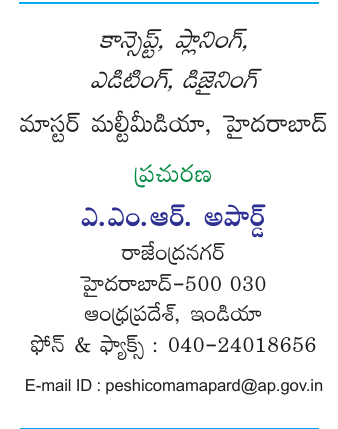 కాన్సెప్ట్, ప్లానింగ్,
ఎడిటింగ్, డిజైనింగ్
మాస్టర్ మల్టీమీడియా, హైదరాబాద్
ప్రచురణ
ఎ.ఎం.ఆర్. అపార్డ్
రాజేంద్రనగర్
హైదరాబాద్-500 030
ఆంధ్రప్రదేశ్, ఇండియా
ఫోన్ & ఫ్యాక్స్ : 040-24018656
E-mail ID : peshicomamapard@ap.gov.in